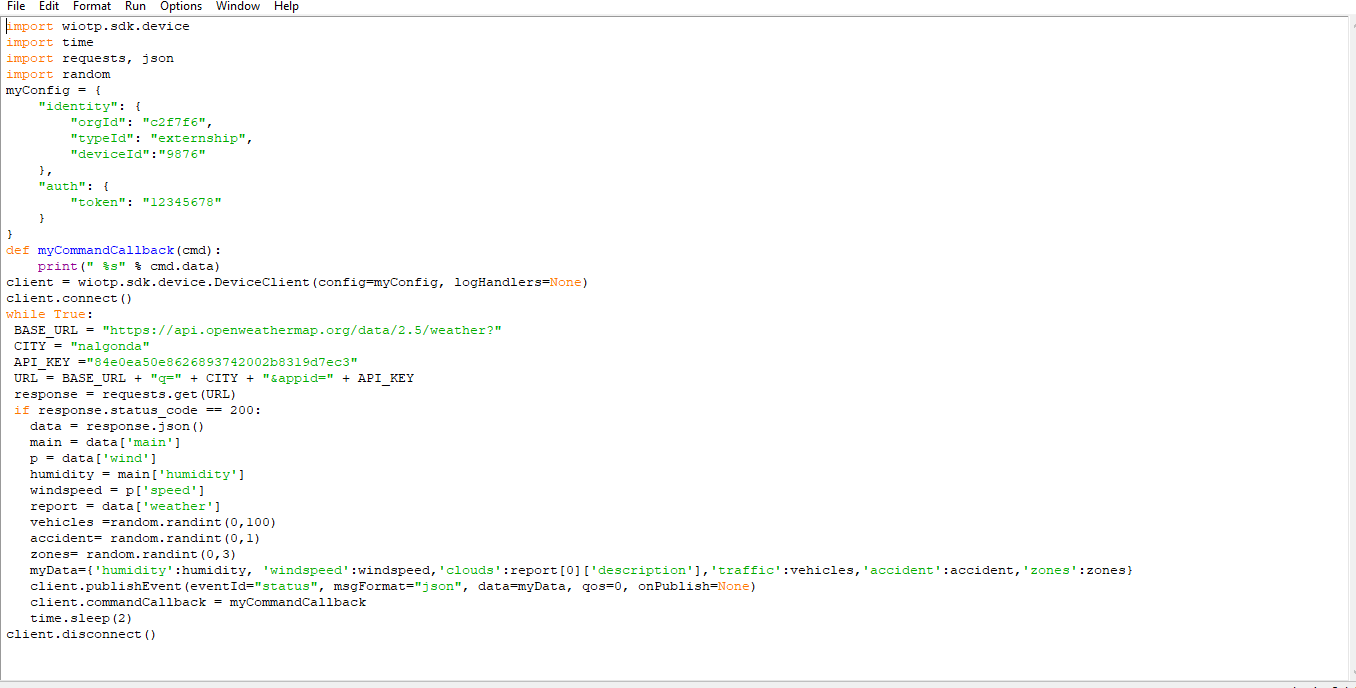 File Edit Format Run Options Window Help
import wiotp.sdk.device
import time
import requests, json
import random
myConfig = {
    "identity": {
        "orgId": "c2f7f6",
        "typeId": "externship",
        "deviceId":"9876"
    },
    "auth": {
        "token": "12345678"
    }
}
def myCommandCallback(cmd):
    print(" %s" % cmd.data)
client = wiotp.sdk.device.DeviceClient(config=myConfig, logHandlers=None)
client.connect()
while True:
 BASE_URL = "https://api.openweathermap.org/data/2.5/weather?"
 CITY = "nalgonda"
 API_KEY ="84e0ea50e8626893742002b8319d7ec3"
 URL = BASE_URL + "q=" + CITY + "&appid=" + API_KEY
 response = requests.get(URL)
 if response.status_code == 200:
   data = response.json()
   main = data['main']
   p = data['wind']
   humidity = main['humidity']
   windspeed = p['speed']
   report = data['weather']
   vehicles =random.randint(0,100)
   accident= random.randint(0,1)
   zones= random.randint(0,3)
   myData={'humidity':humidity, 'windspeed':windspeed,'clouds':report[0]['description'],'traffic':vehicles,'accident':accident,'zones':zones}
   client.publishEvent(eventId="status", msgFormat="json", data=myData, qos=0, onPublish=None)
   client.commandCallback = myCommandCallback
   time.sleep(2)
client.disconnect()